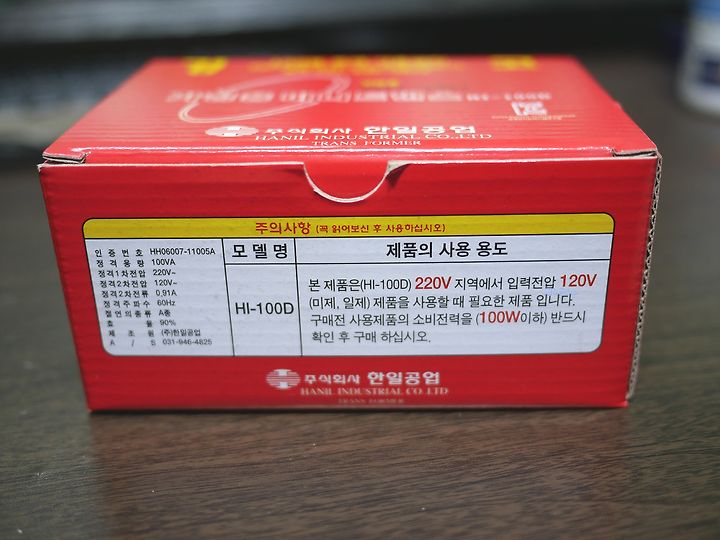 주식회사 한일공업
HANIL INDUSTRIAL CO.,LTD
TRANS FORMER
주의사항 (꼭 읽어보신 후 사용하십시오)
인증번호 HH06007-11005A
정격용량 100VA
정격1차전압 220V~
정격2차전압 120V~
정격2차전류 0.91A
정격주파수 60Hz
절연의종류 A종
효율 90%
제조원 (주)한일공업
A/S 031-946-4825
모델명
HI-100D
제품의 사용 용도
본 제품은(HI-100D) 220V 지역에서 입력전압 120V
(미제, 일제) 제품을 사용할 때 필요한 제품 입니다.
구매전 사용제품의 소비전력을 (100W이하) 반드시
확인 후 구매 하십시오.
주식회사 한일공업
HANIL INDUSTRIAL CO.,LTD
TRANS FORMER